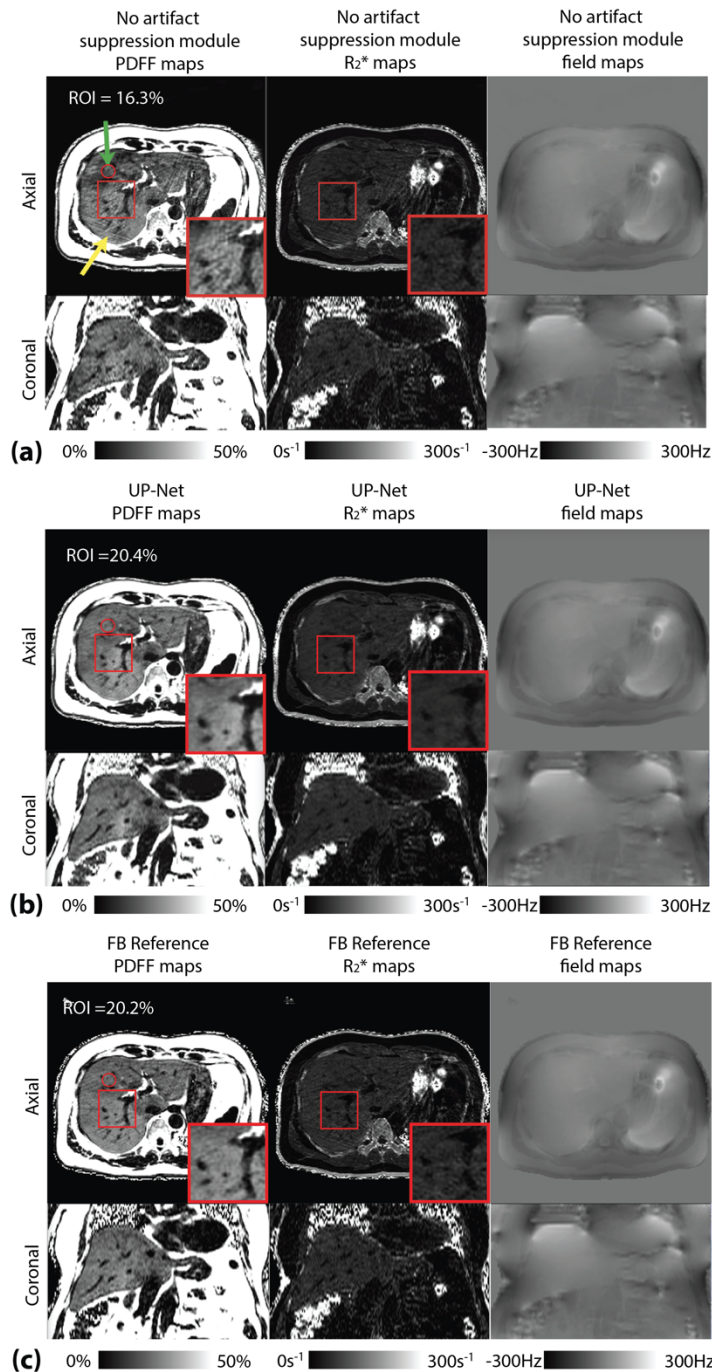 No artifact
suppression module
PDFF maps
No artifact
suppression module
R₂* maps
No artifact
suppression module
field maps
ROI = 16.3%
Axial
Coronal
(a)
0% 50%
0s⁻¹ 300s⁻¹
-300Hz 300Hz
UP-Net
PDFF maps
UP-Net
R₂* maps
UP-Net
field maps
ROI =20.4%
Axial
Coronal
(b)
0% 50%
0s⁻¹ 300s⁻¹
-300Hz 300Hz
FB Reference
PDFF maps
FB Reference
R₂* maps
FB Reference
field maps
ROI =20.2%
Axial
Coronal
(c)
0% 50%
0s⁻¹ 300s⁻¹
-300Hz 300Hz